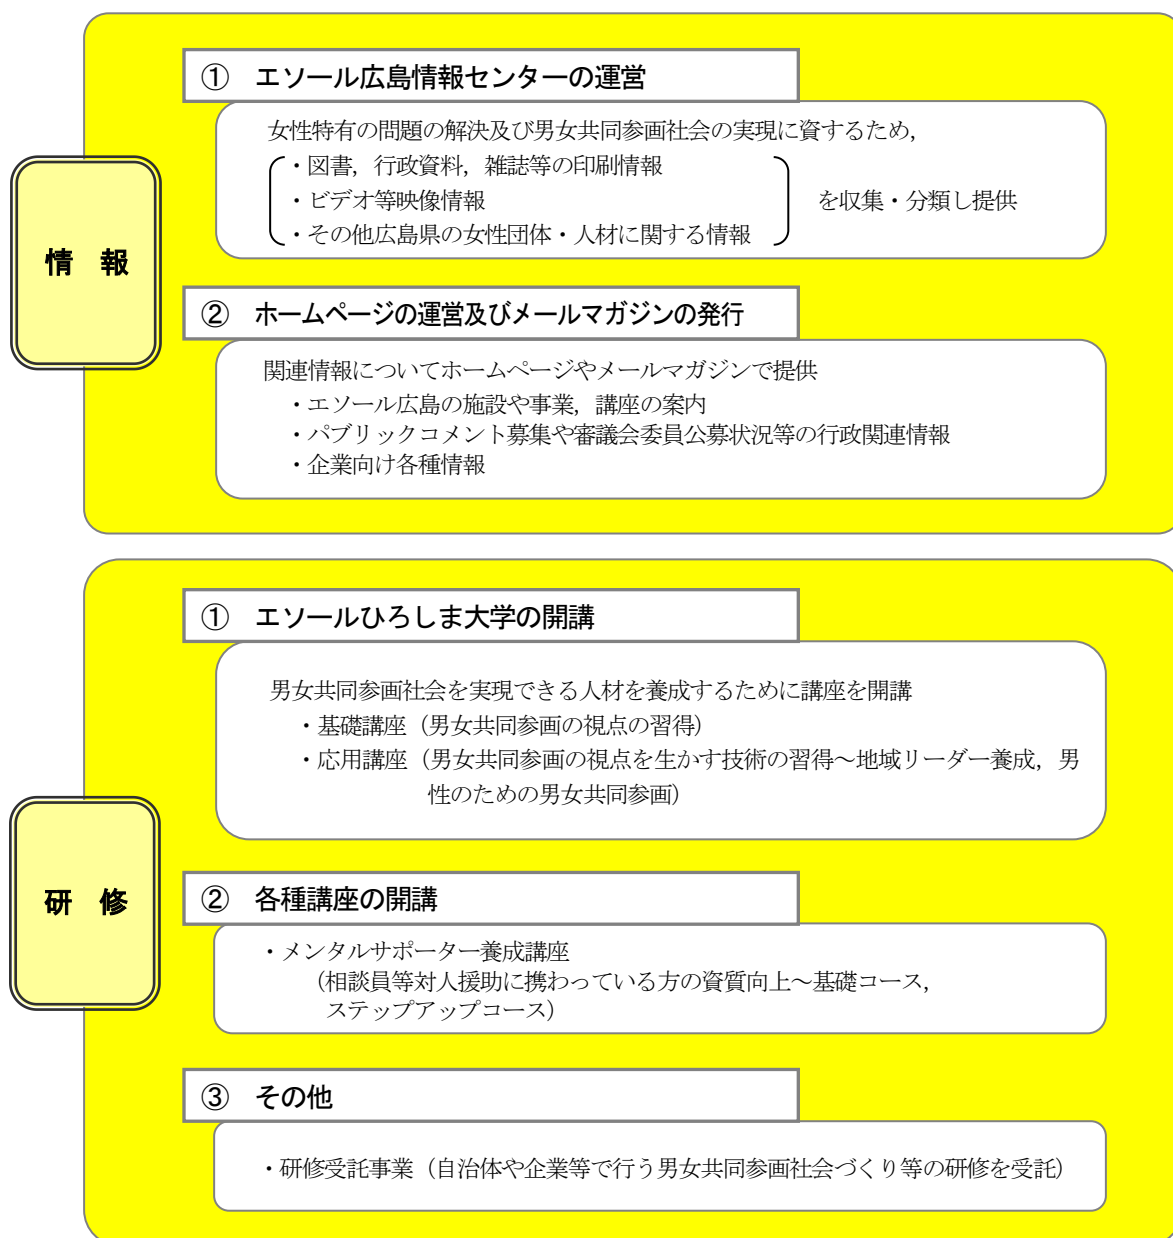 情 報
① エソール広島情報センターの運営
女性特有の問題の解決及び男女共同参画社会の実現に資するため，
・図書，行政資料，雑誌等の印刷情報
・ビデオ等映像情報 を収集・分類し提供
・その他広島県の女性団体・人材に関する情報
② ホームページの運営及びメールマガジンの発行
関連情報についてホームページやメールマガジンで提供
・エソール広島の施設や事業，講座の案内
・パブリックコメント募集や審議会委員公募状況等の行政関連情報
・企業向け各種情報
研 修
① エソールひろしま大学の開講
男女共同参画社会を実現できる人材を養成するために講座を開講
・基礎講座（男女共同参画の視点の習得）
・応用講座（男女共同参画の視点を生かす技術の習得～地域リーダー養成，男
性のための男女共同参画）
② 各種講座の開講
・メンタルサポーター養成講座
（相談員等対人援助に携わっている方の資質向上～基礎コース，
ステップアップコース）
③ その他
・研修受託事業（自治体や企業等で行う男女共同参画社会づくり等の研修を受託）